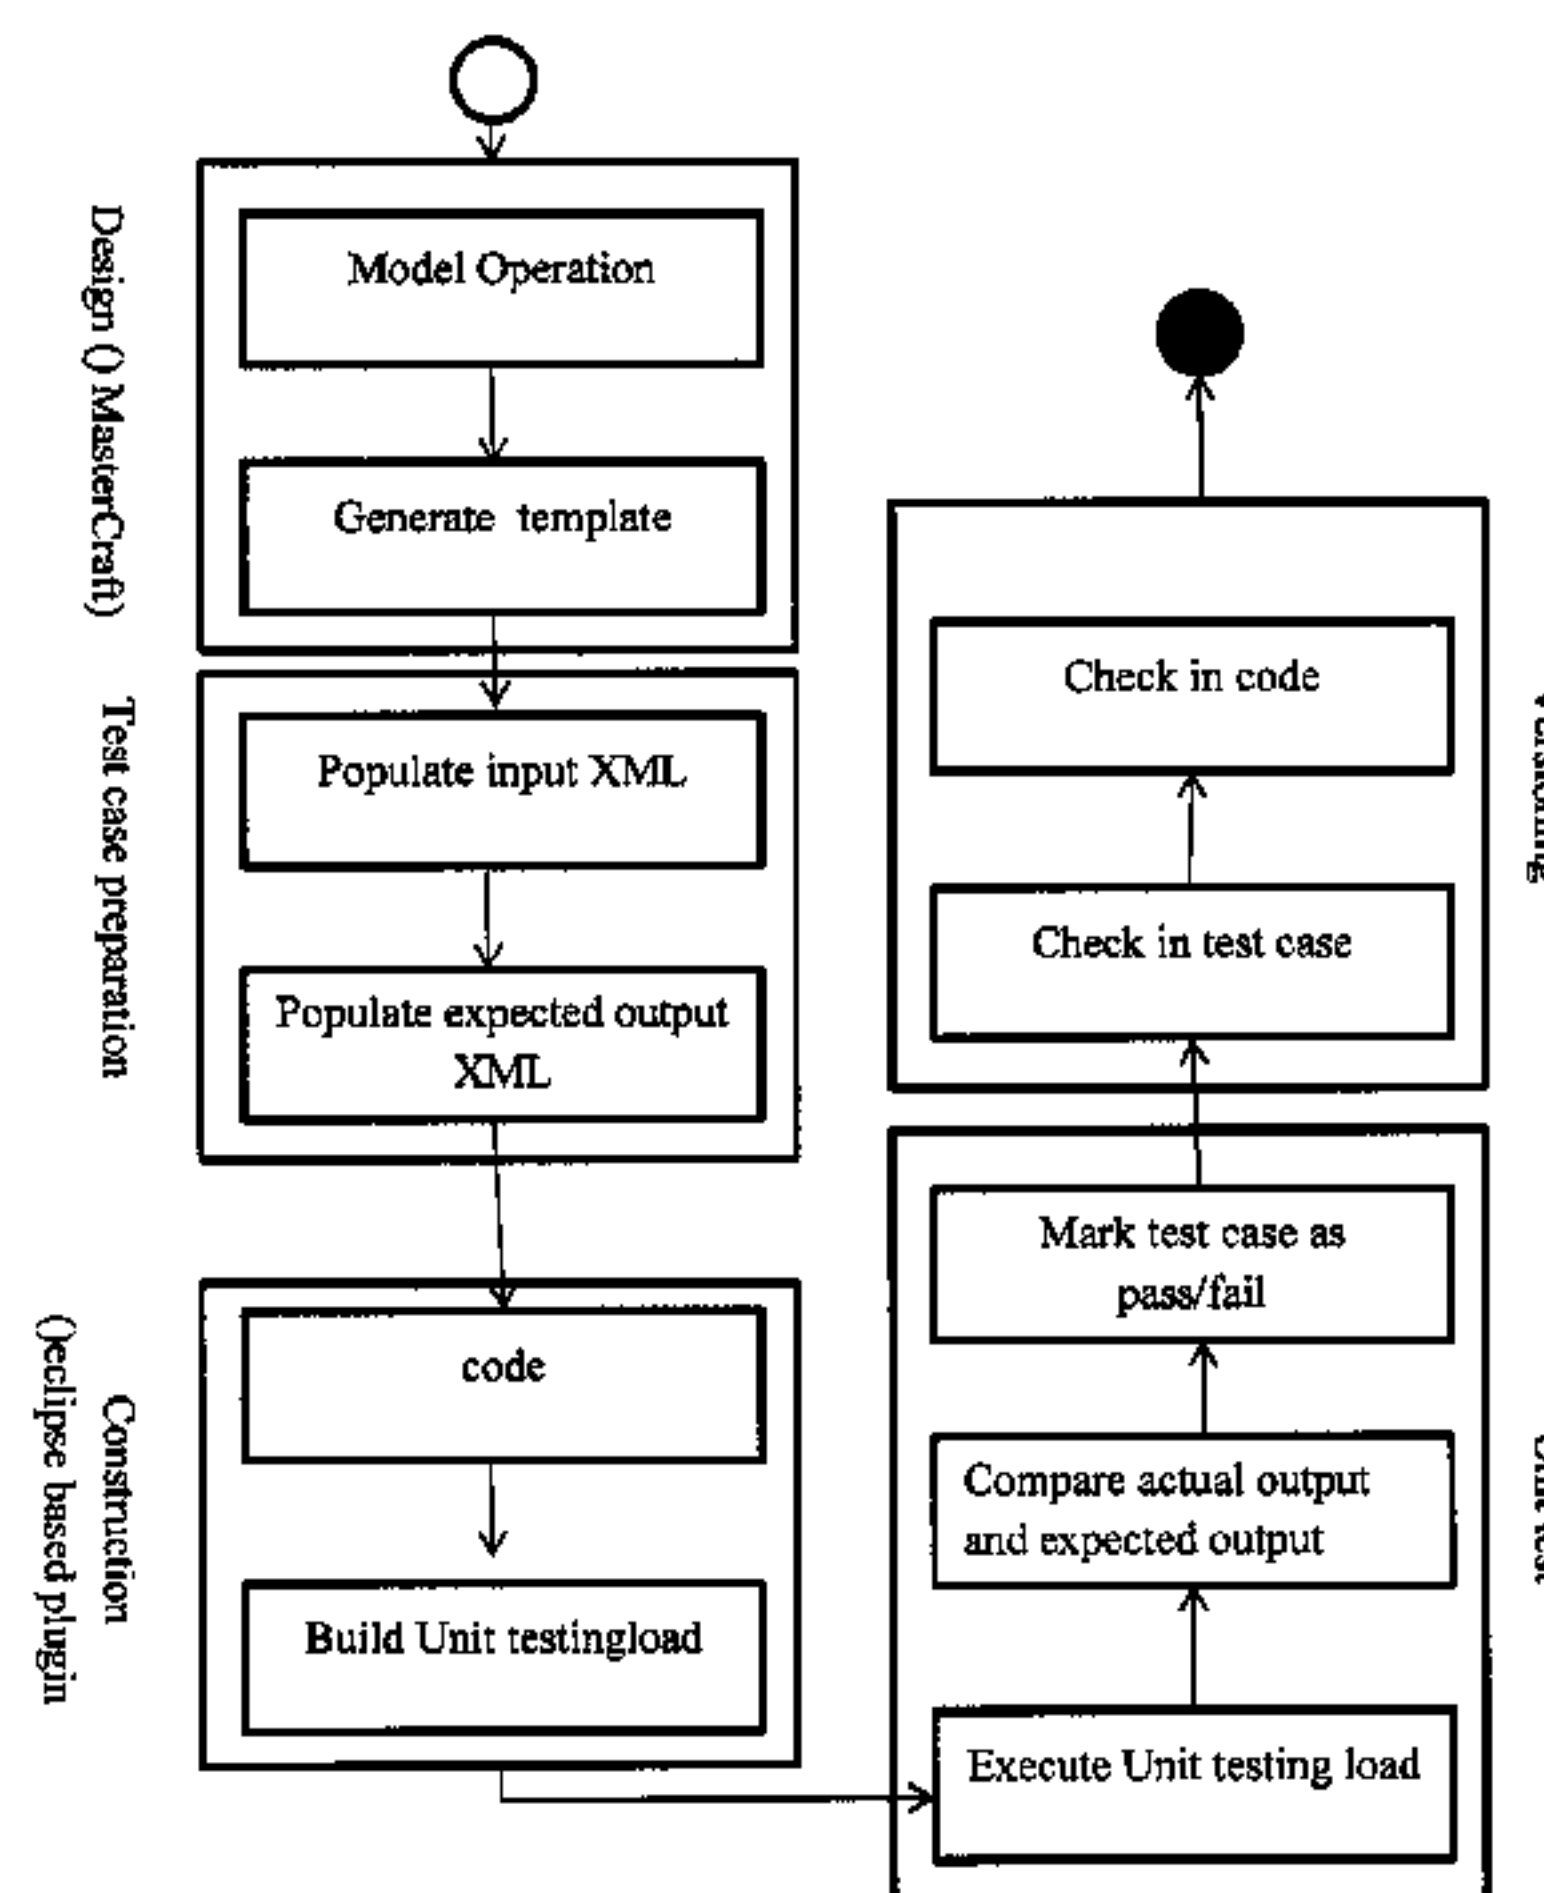 Design () MasterCraft)
Model Operation
Generate template
Test case preparation
Populate input XML
Populate expected output
XML
Construction
()eclipse based plugin
code
Build Unit testingload
Check in code
Check in test case
Mark test case as
pass/fail
Compare actual output
and expected output
Execute Unit testing load